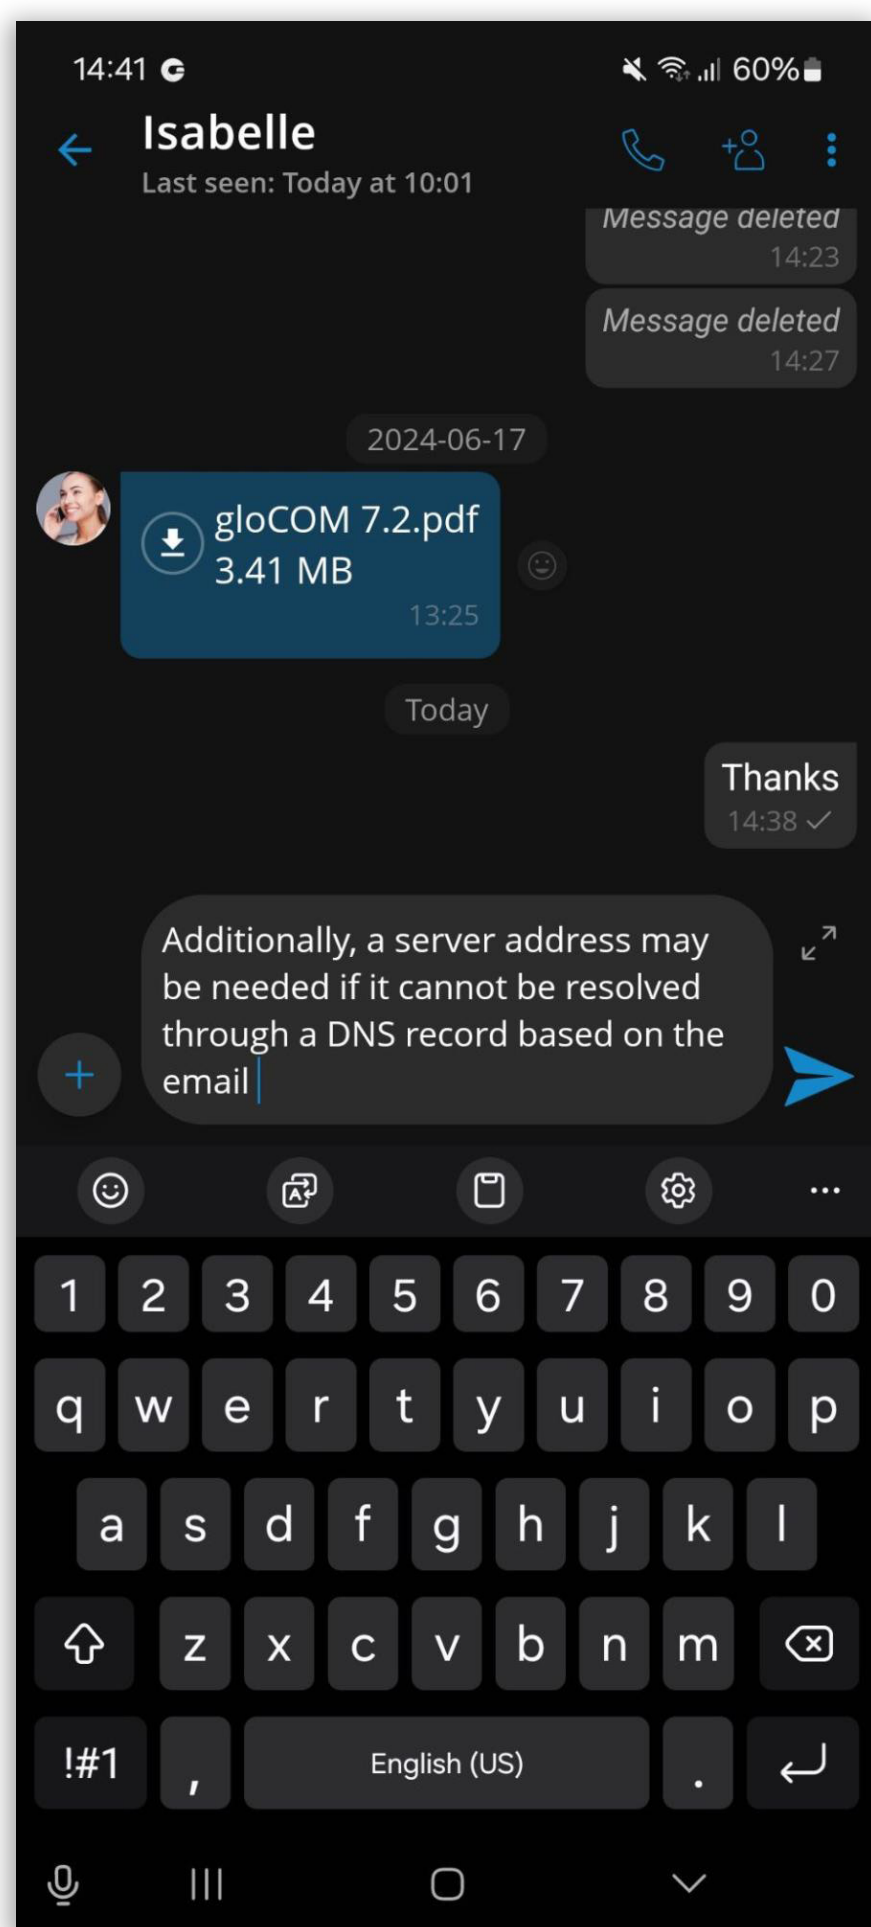 14:41
60%
Isabelle
Last seen: Today at 10:01
Message deleted
14:23
Message deleted
14:27
2024-06-17
gloCOM 7.2.pdf
3.41 MB
13:25
Today
Thanks
14:38
Additionally, a server address may
be needed if it cannot be resolved
through a DNS record based on the
email
1 2 3 4 5 6 7 8 9 0
q w e r t y u i o p
a s d f g h j k l
z x c v b n m
!#1 , English (US) .